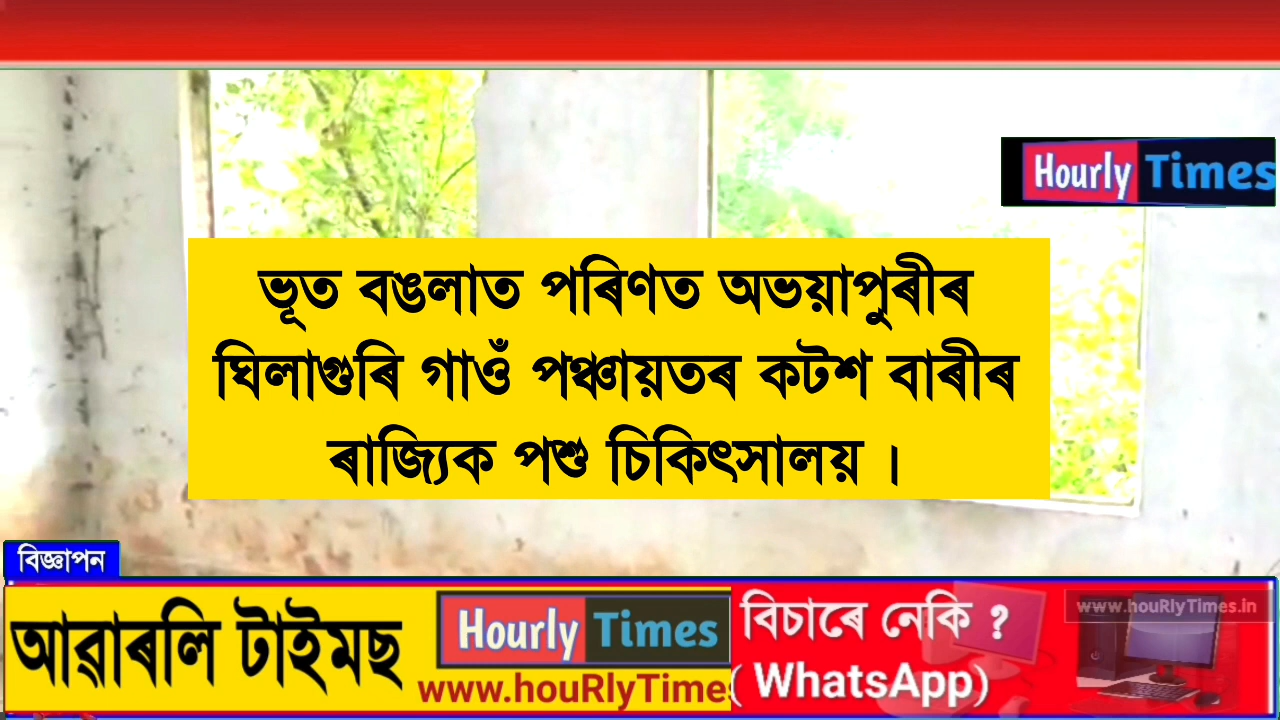 Hourly Times
ভূত বঙলাত পৰিণত অভয়াপুৰীৰ
ঘিলাগুৰি গাওঁ পঞ্চায়তৰ কটশ বাৰীৰ
ৰাজ্যিক পশু চিকিৎসালয় ।
বিজ্ঞাপন
আৱাৰলি টাইমছ
Hourly Times
www.houRlyTimes
বিচাৰে নেকি ?
( WhatsApp)
www.houRlyTimes.in